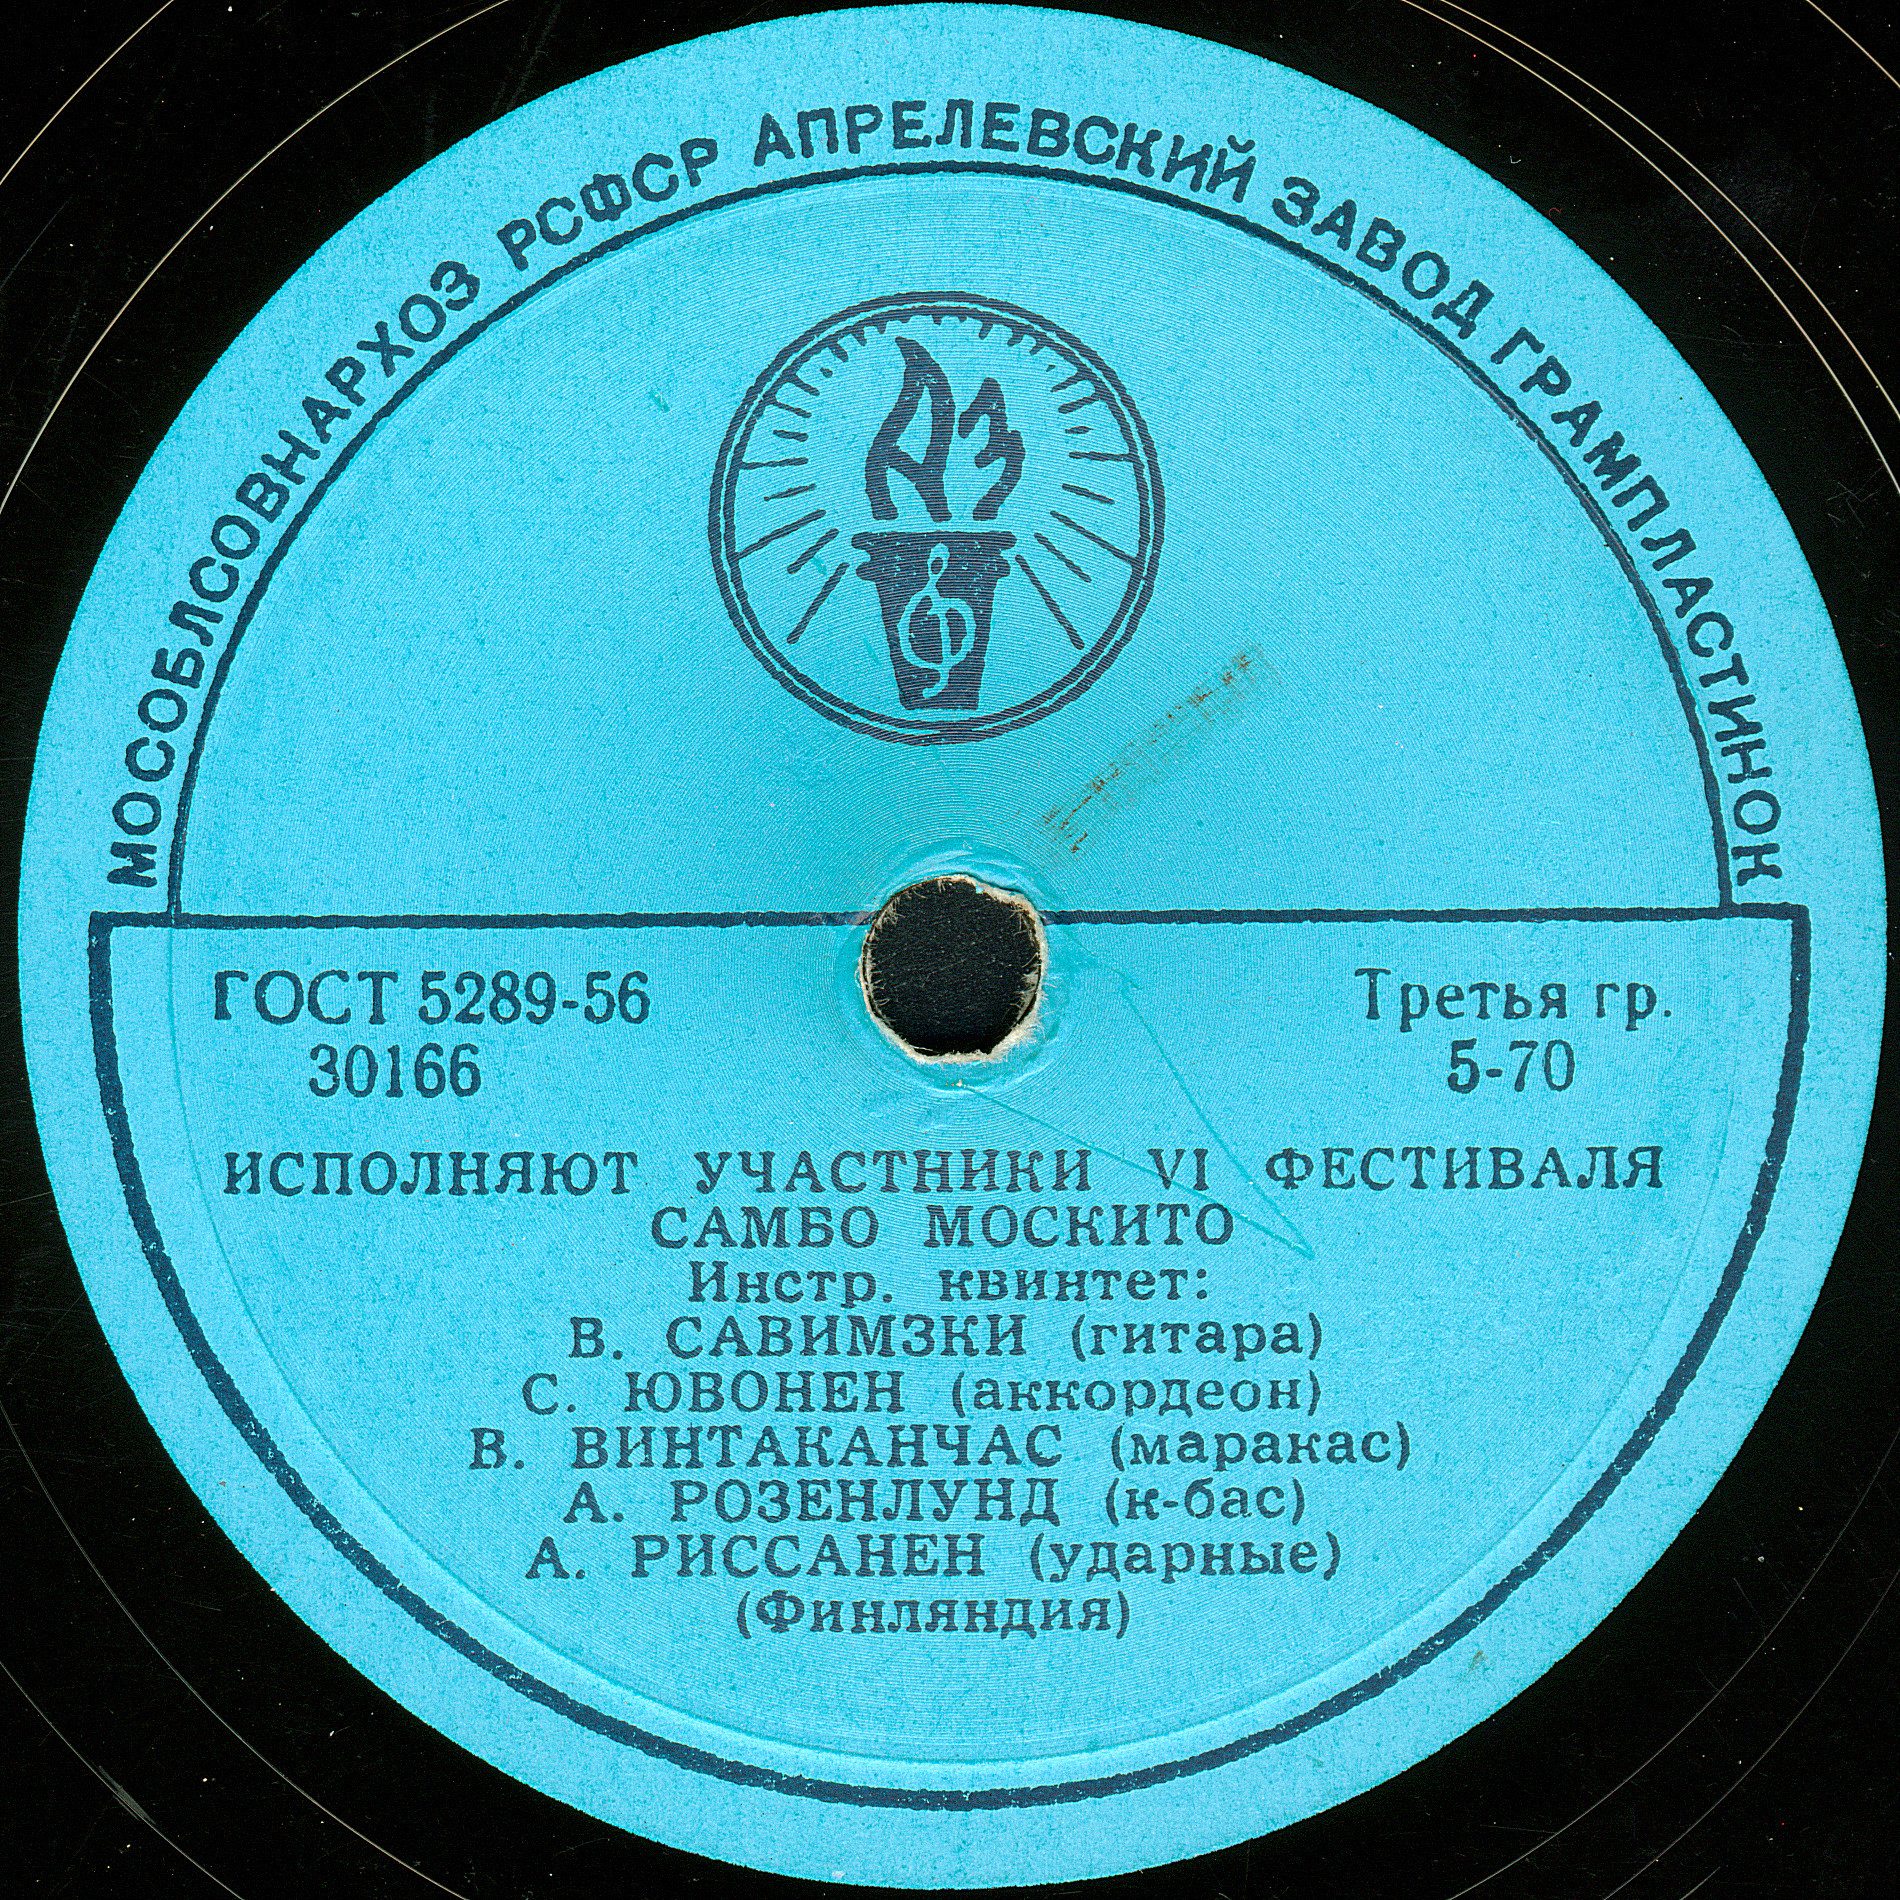 МОСОБЛСОВНАРХОЗ РСФСР АПРЕЛЕВСКИЙ ЗАВОД ГРАМПЛАСТИНОК
АЗ
ГОСТ 5289-56
30166
Третья гр.
5-70
ИСПОЛНЯЮТ УЧАСТНИКИ VI ФЕСТИВАЛЯ
САМБО МОСКИТО
Инстр. квинтет:
В. САВИМЗКИ (гитара)
С. ЮВОНЕН (аккордеон)
В. ВИНТАКАНЧАС (маракас)
А. РОЗЕНЛУНД (к-бас)
А. РИССАНЕН (ударные)
(Финляндия)